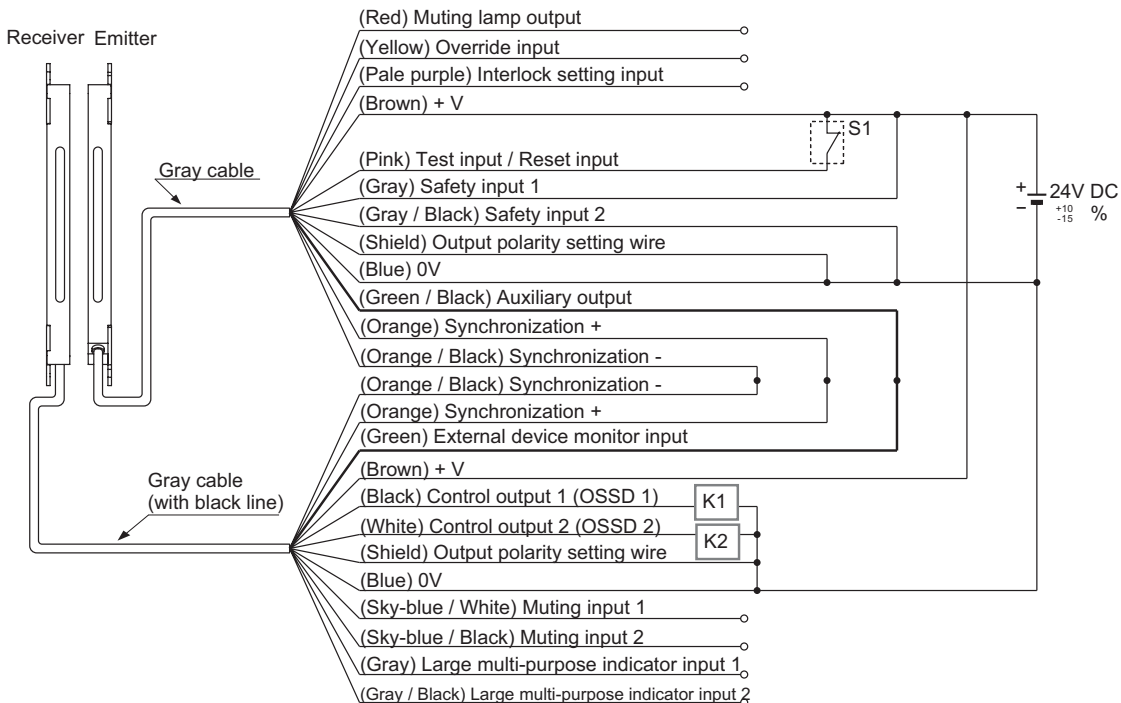 Receiver Emitter
Gray cable
Gray cable
(with black line)
(Red) Muting lamp output
(Yellow) Override input
(Pale purple) Interlock setting input
(Brown) + V
S1
(Pink) Test input / Reset input
(Gray) Safety input 1
(Gray / Black) Safety input 2
(Shield) Output polarity setting wire
(Blue) 0V
+ 24V DC
- +10 -15 %
(Green / Black) Auxiliary output
(Orange) Synchronization +
(Orange / Black) Synchronization -
(Orange / Black) Synchronization -
(Orange) Synchronization +
(Green) External device monitor input
(Brown) + V
(Black) Control output 1 (OSSD 1)
K1
(White) Control output 2 (OSSD 2)
K2
(Shield) Output polarity setting wire
(Blue) 0V
(Sky-blue / White) Muting input 1
(Sky-blue / Black) Muting input 2
(Gray) Large multi-purpose indicator input 1
(Gray / Black) Large multi-purpose indicator input 2